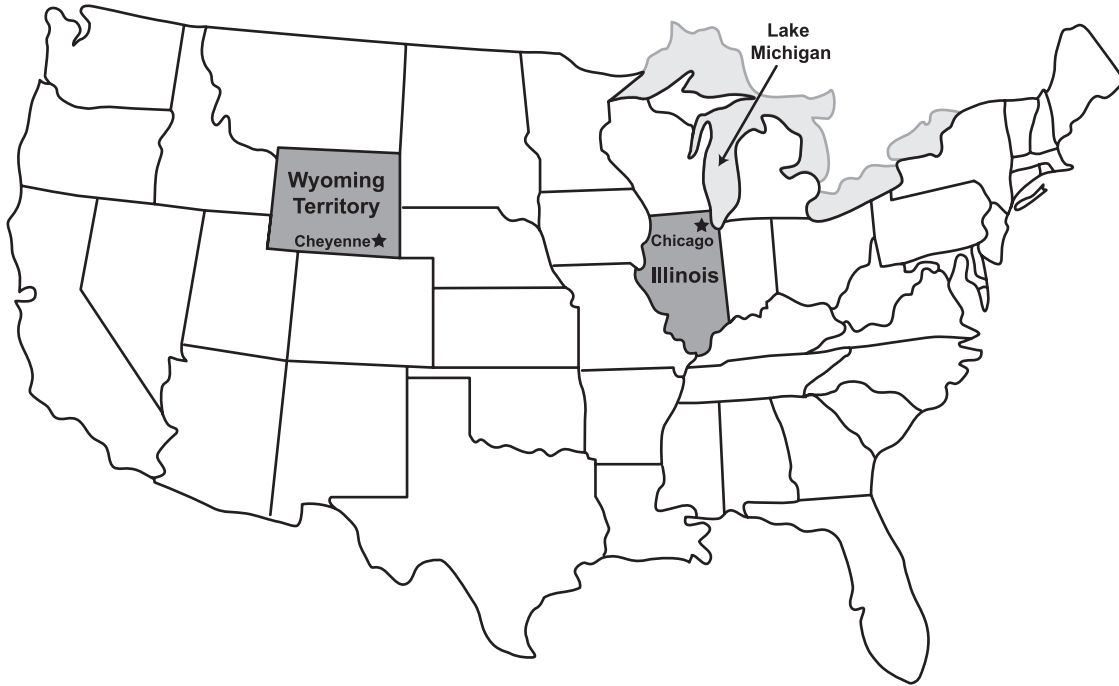 Lake
Michigan
Wyoming
Territory
Cheyenne
Chicago
Illinois